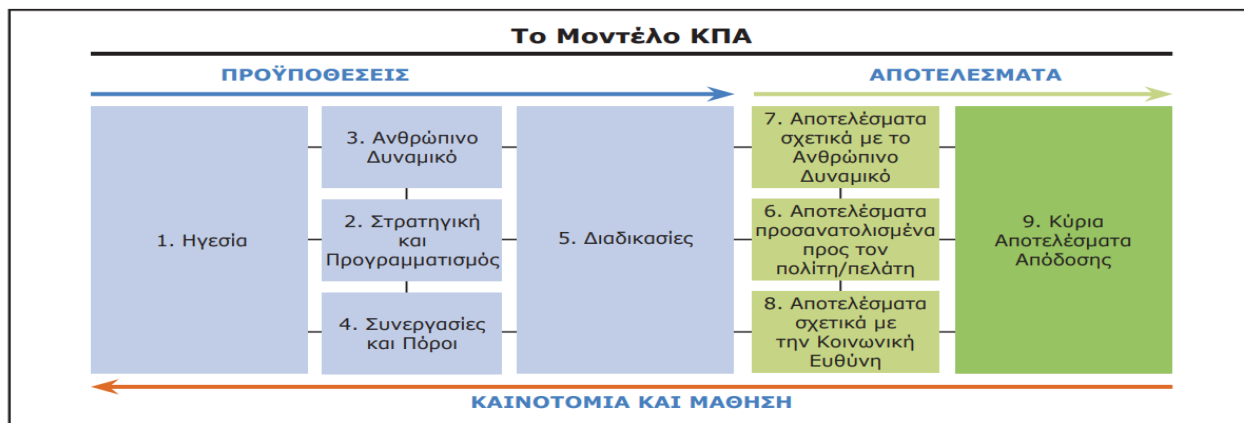 Το Μοντέλο ΚΠΑ
ΠΡΟΫΠΟΘΕΣΕΙΣ
ΑΠΟΤΕΛΕΣΜΑΤΑ
1. Ηγεσία
3. Ανθρώπινο
Δυναμικό
2. Στρατηγική
και
Προγραμματισμός
4. Συνεργασίες
και Πόροι
5. Διαδικασίες
7. Αποτελέσματα
σχετικά με το
Ανθρώπινο
Δυναμικό
6. Αποτελέσματα
προσανατολισμένα
προς τον
πολίτη/πελάτη
8. Αποτελέσματα
σχετικά με
την Κοινωνική
Ευθύνη
9. Κύρια
Αποτελέσματα
Απόδοσης
ΚΑΙΝΟΤΟΜΙΑ ΚΑΙ ΜΑΘΗΣΗ